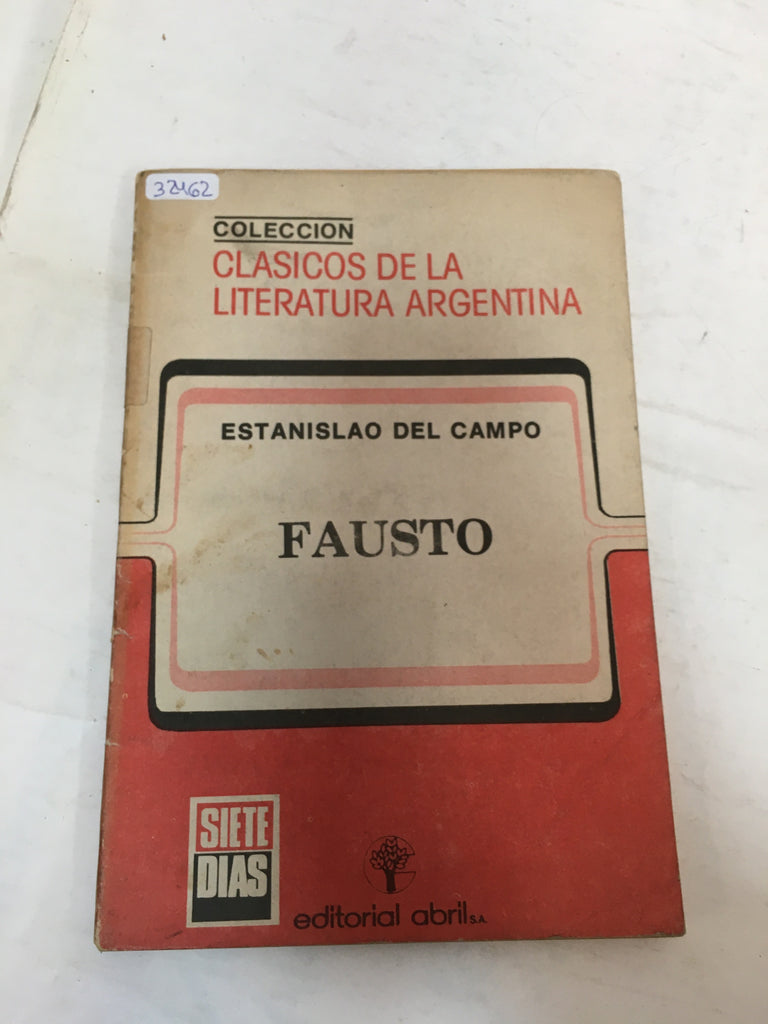 32462
COLECCION
CLASICOS DE LA
LITERATURA ARGENTINA
ESTANISLAO DEL CAMPO
FAUSTO
SIETE
DIAS
editorial abril S.A.